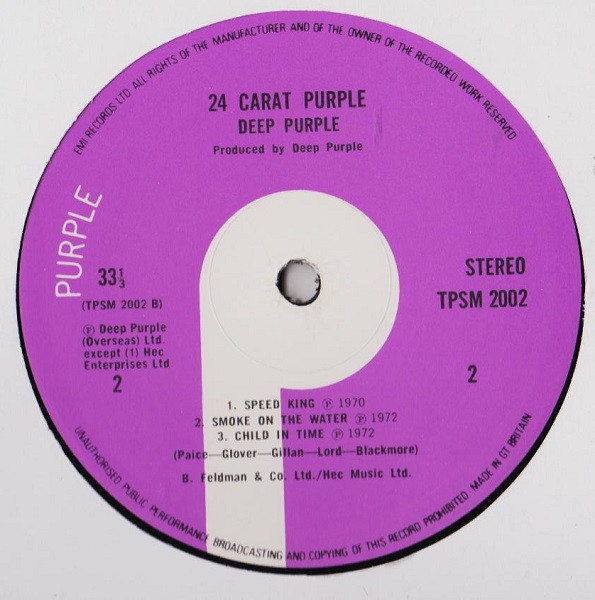 EMI RECORDS LTD ALL RIGHTS OF THE MANUFACTURER AND OF THE OWNER OF THE RECORDED WORK RESERVED
24 CARAT PURPLE
DEEP PURPLE
Produced by Deep Purple
PURPLE
33⅓
(TPSM 2002 B)
℗ Deep Purple
(Overseas) Ltd.
except (1) Hec
Enterprises Ltd
2
STEREO
TPSM 2002
2
1. SPEED KING ℗ 1970
2. SMOKE ON THE WATER ℗ 1972
3. CHILD IN TIME ℗ 1972
(Paice—Glover—Gillan—Lord—Blackmore)
B. Feldman & Co. Ltd./Hec Music Ltd.
UNAUTHORISED PUBLIC PERFORMANCE BROADCASTING AND COPYING OF THIS RECORD PROHIBITED MADE IN GT BRITAIN